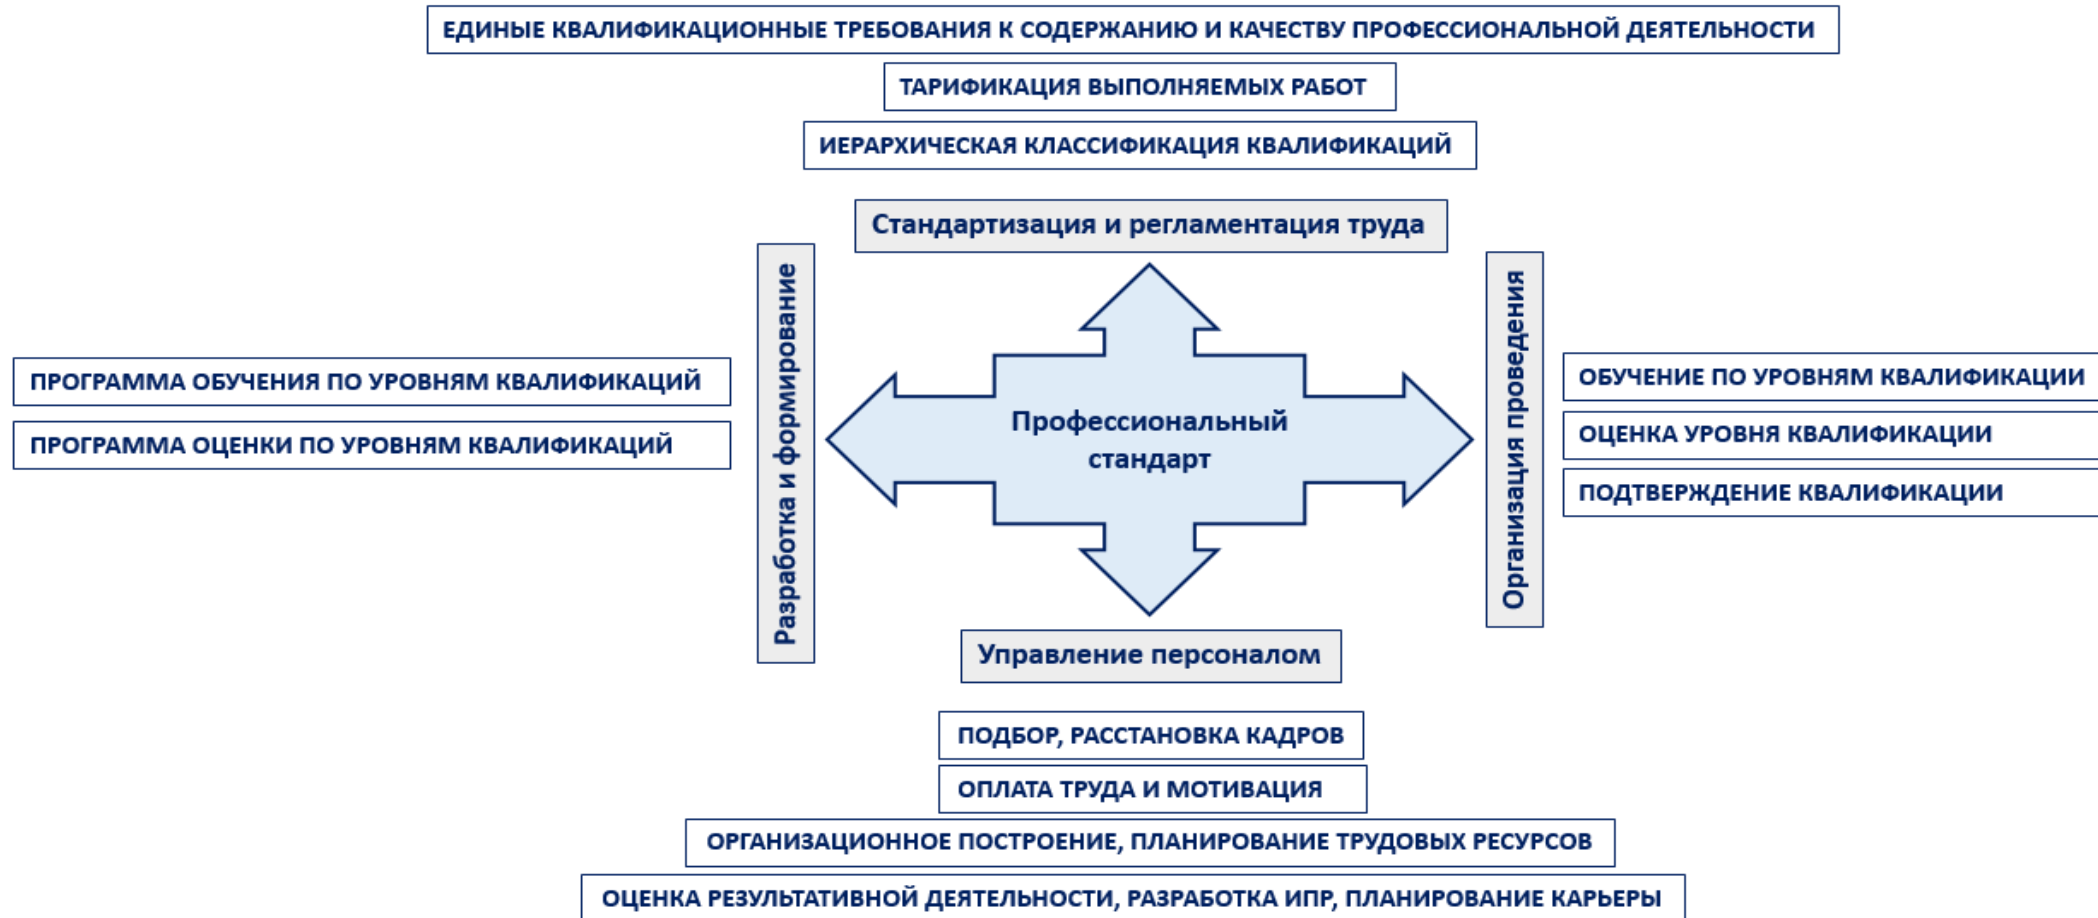 ЕДИНЫЕ КВАЛИФИКАЦИОННЫЕ ТРЕБОВАНИЯ К СОДЕРЖАНИЮ И КАЧЕСТВУ ПРОФЕССИОНАЛЬНОЙ ДЕЯТЕЛЬНОСТИ
ТАРИФИКАЦИЯ ВЫПОЛНЯЕМЫХ РАБОТ
ИЕРАРХИЧЕСКАЯ КЛАССИФИКАЦИЯ КВАЛИФИКАЦИЙ
Стандартизация и регламентация труда
ПРОГРАММА ОБУЧЕНИЯ ПО УРОВНЯМ КВАЛИФИКАЦИЙ
ПРОГРАММА ОЦЕНКИ ПО УРОВНЯМ КВАЛИФИКАЦИЙ
Разработка и формирование
Профессиональный
стандарт
Организация проведения
ОБУЧЕНИЕ ПО УРОВНЯМ КВАЛИФИКАЦИИ
ОЦЕНКА УРОВНЯ КВАЛИФИКАЦИИ
ПОДТВЕРЖДЕНИЕ КВАЛИФИКАЦИИ
Управление персоналом
ПОДБОР, РАССТАНОВКА КАДРОВ
ОПЛАТА ТРУДА И МОТИВАЦИЯ
ОРГАНИЗАЦИОННОЕ ПОСТРОЕНИЕ, ПЛАНИРОВАНИЕ ТРУДОВЫХ РЕСУРСОВ
ОЦЕНКА РЕЗУЛЬТАТИВНОЙ ДЕЯТЕЛЬНОСТИ, РАЗРАБОТКА ИПР, ПЛАНИРОВАНИЕ КАРЬЕРЫ